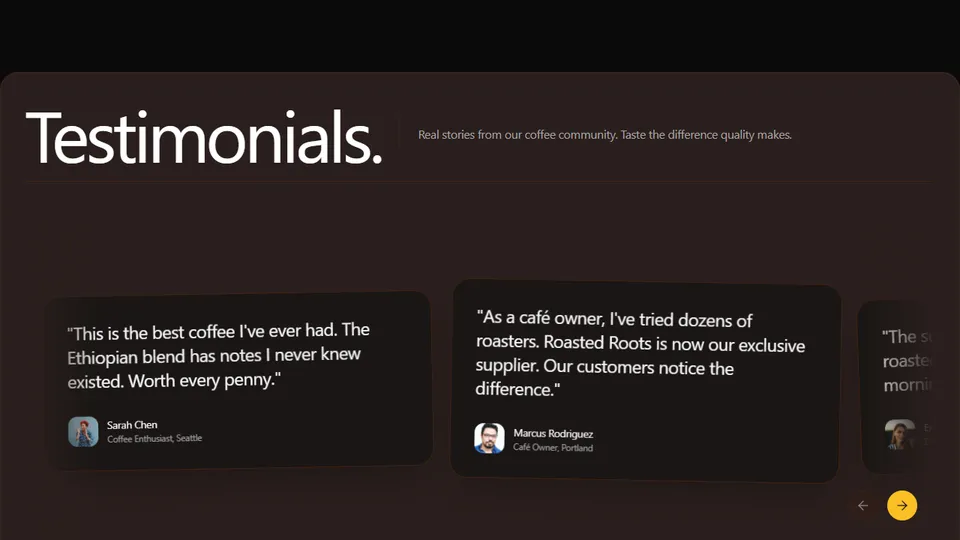 Testimonials.
Real stories from our coffee community. Taste the difference quality makes.
"This is the best coffee I've ever had. The
Ethiopian blend has notes I never knew
existed. Worth every penny."
Sarah Chen
Coffee Enthusiast, Seattle
"As a café owner, I've tried dozens of
roasters. Roasted Roots is now our exclusive
supplier. Our customers notice the
difference."
Marcus Rodriguez
Café Owner, Portland
"The